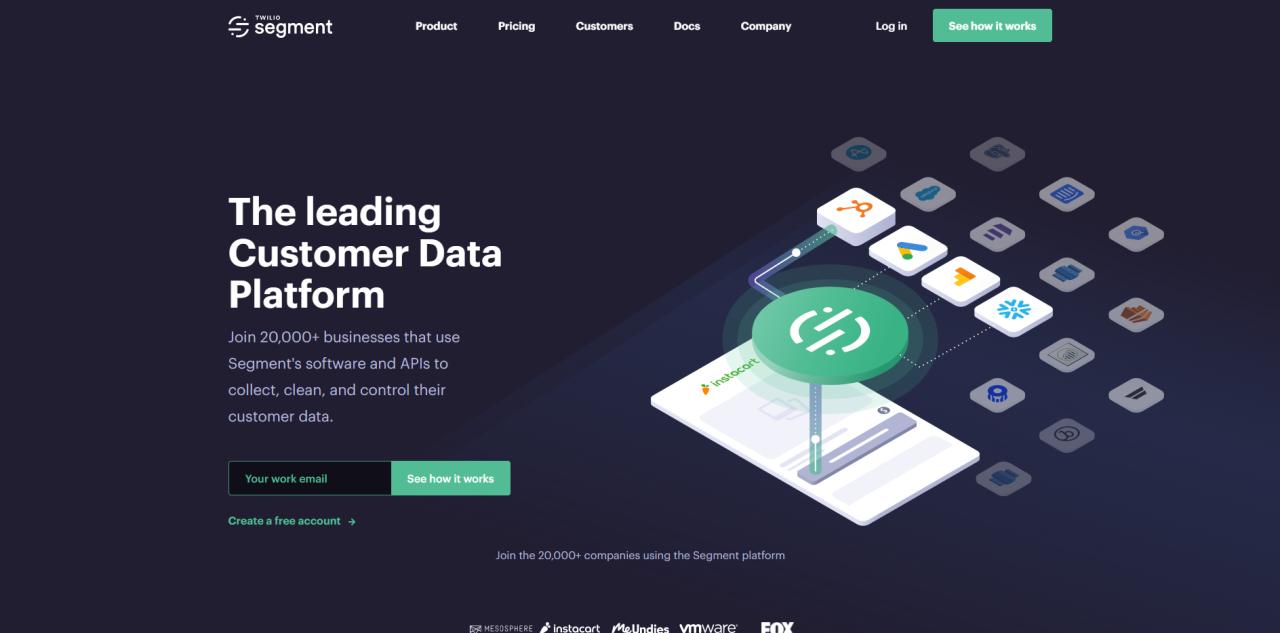 TWILIO
segment
Product
Pricing
Customers
Docs
Company
Log in
See how it works
The leading
Customer Data
Platform
Join 20,000+ businesses that use
Segment's software and APIs to
collect, clean, and control their
customer data.
Your work email
See how it works
Create a free account →
instacart
Join the 20,000+ companies using the Segment platform
MESOSPHERE
instacart
MeUndies
vmware
FOX